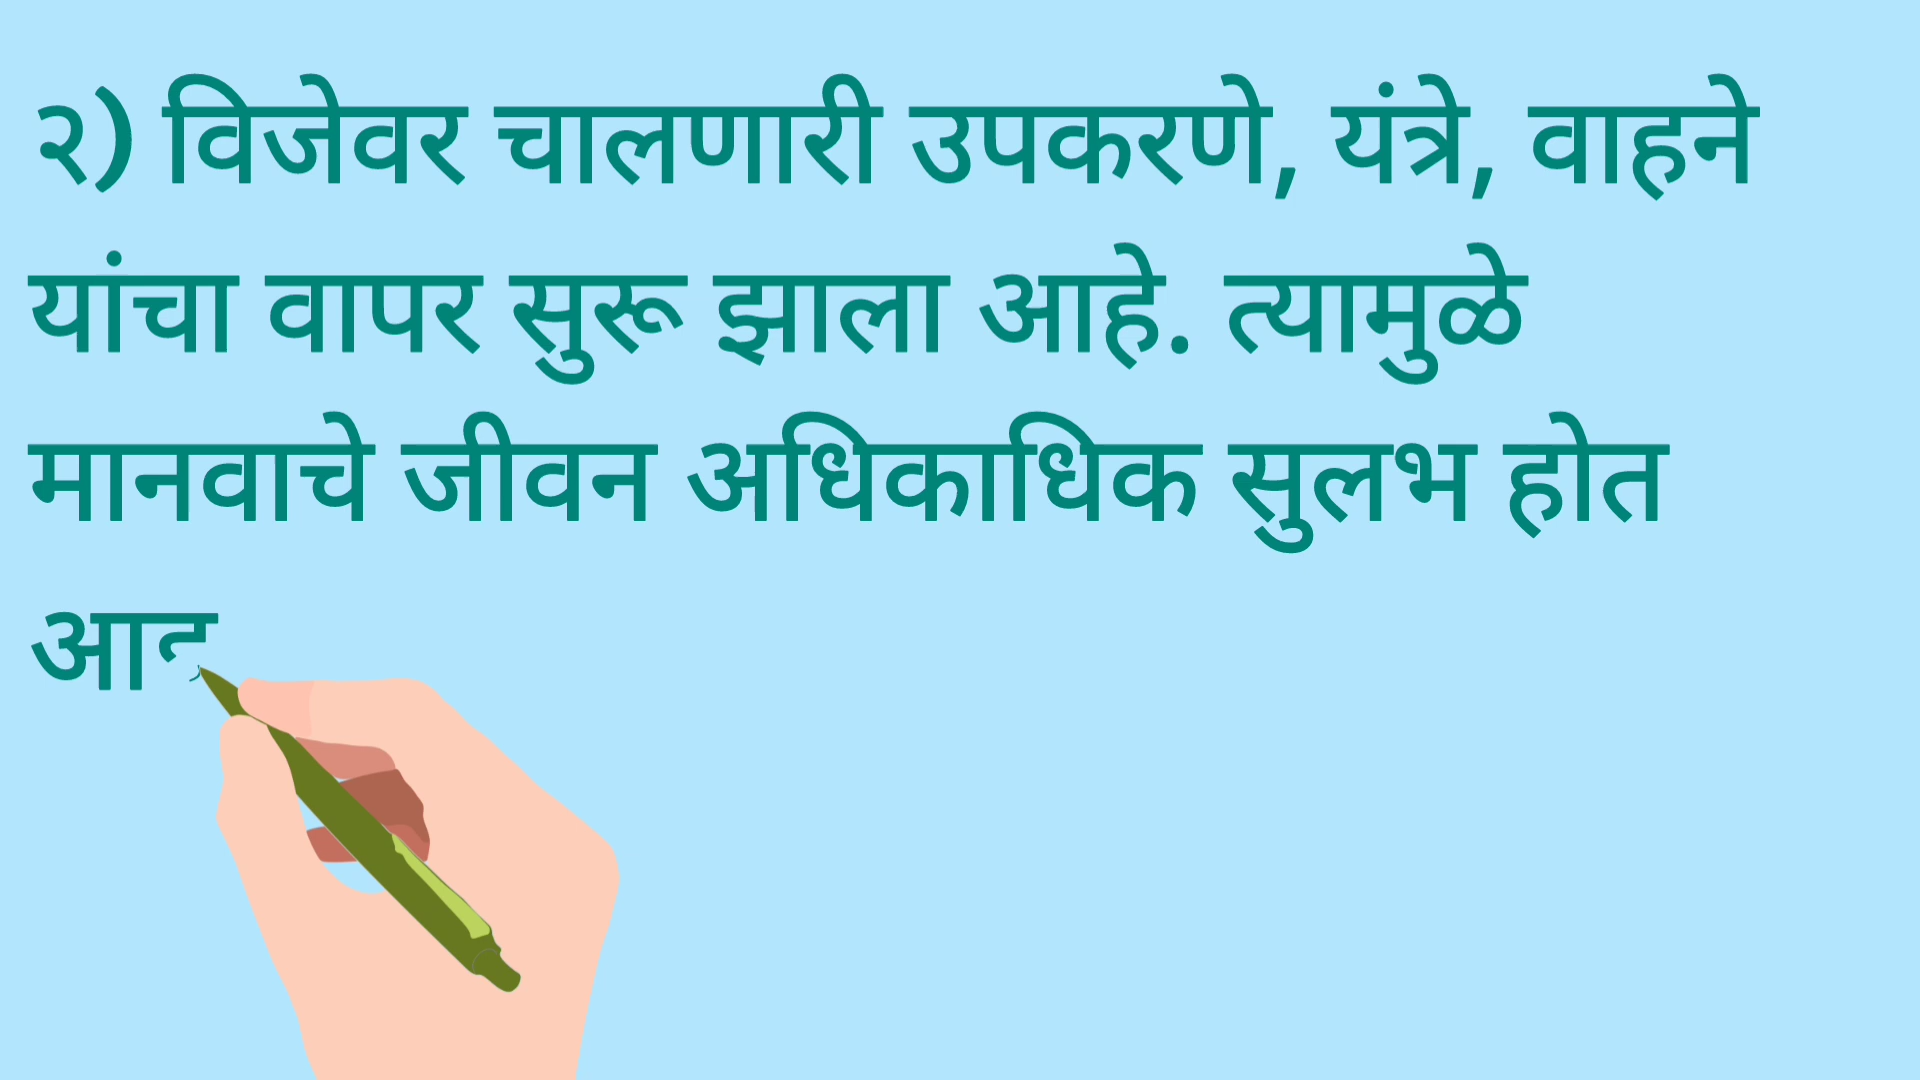 २) विजेवर चालणारी उपकरणे, यंत्रे, वाहने
यांचा वापर सुरू झाला आहे. त्यामुळे
मानवाचे जीवन अधिकाधिक सुलभ होत